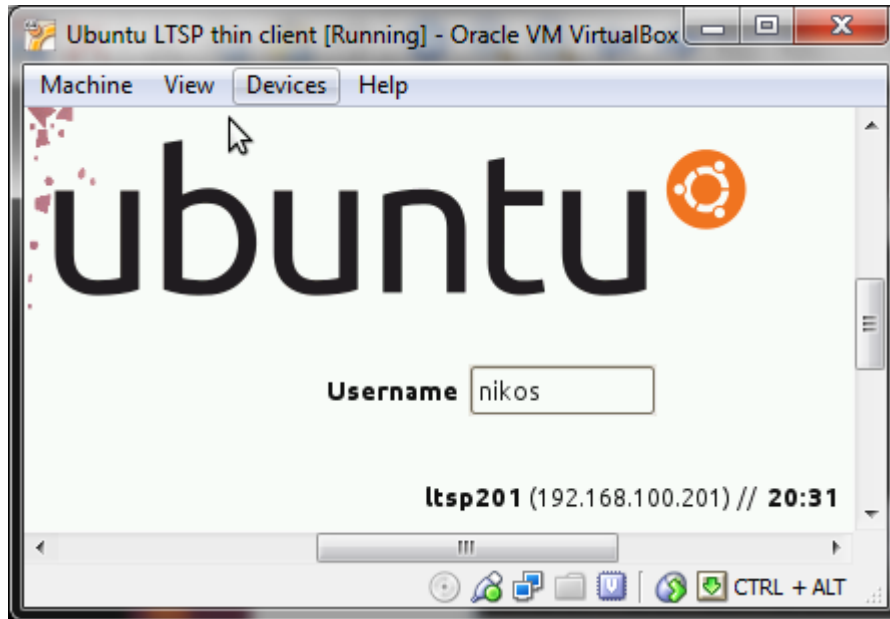 Ubuntu LTSP thin client [Running] - Oracle VM VirtualBox
Machine View Devices Help
ubuntu
Username nikos
ltsp201 (192.168.100.201) // 20:31
CTRL + ALT